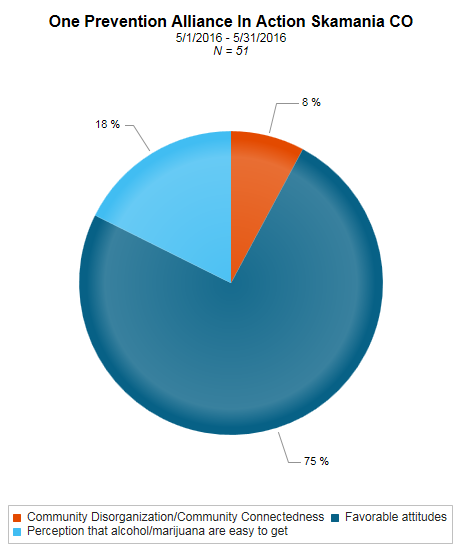 One Prevention Alliance In Action Skamania CO
5/1/2016 - 5/31/2016
N = 51
8 %
18 %
75 %
Community Disorganization/Community Connectedness Favorable attitudes
Perception that alcohol/marijuana are easy to get